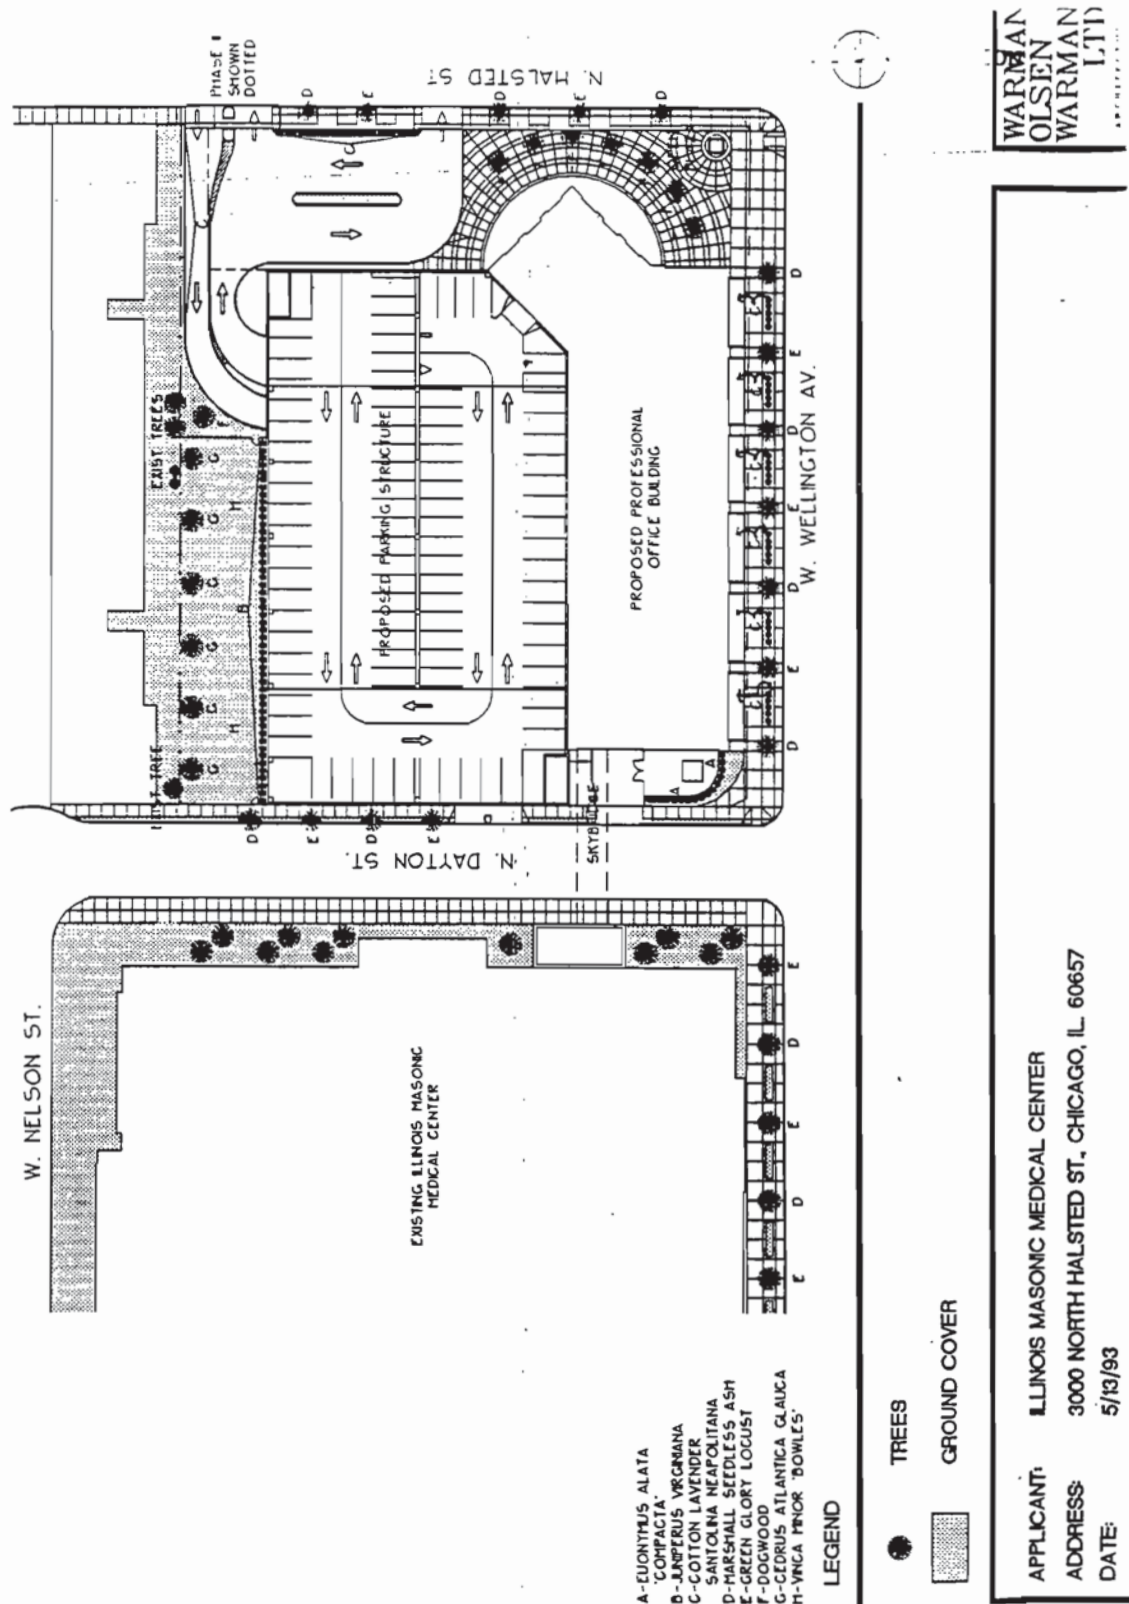 W. NELSON ST.
N. HALSTED ST.
PHASE II
SHOWN
DOTTED
EXIST TREES
PROPOSED PARKING STRUCTURE
PROPOSED PROFESSIONAL
OFFICE BUILDING
W. WELLINGTON AV.
N. DAYTON ST.
SKYBRIDGE
EXISTING ILLINOIS MASONIC
MEDICAL CENTER
A-EUONYMUS ALATA
'COMPACTA'
B-JUNIPERUS VIRGINIANA
C-COTTON LAVENDER
SANTOLINA NEAPOLITANA
D-MARSHALL SEEDLESS ASH
E-GREEN GLORY LOCUST
F-DOGWOOD
G-CEDRUS ATLANTICA GLAUCA
H-VINCA MINOR 'BOWLES'
LEGEND
TREES
GROUND COVER
APPLICANT: ILLINOIS MASONIC MEDICAL CENTER
ADDRESS: 3000 NORTH HALSTED ST., CHICAGO, IL. 60657
DATE: 5/13/93
WARMAN
OLSEN
WARMAN
LTD